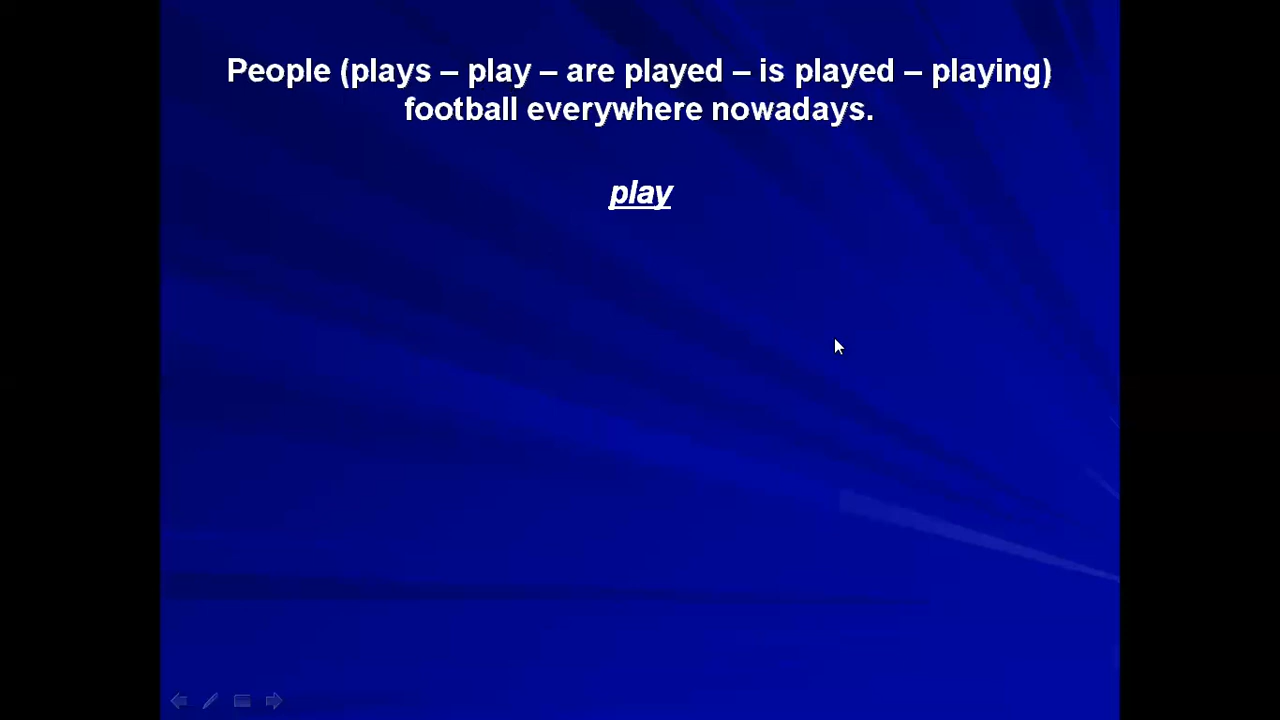 People (plays – play – are played – is played – playing)
football everywhere nowadays.
play